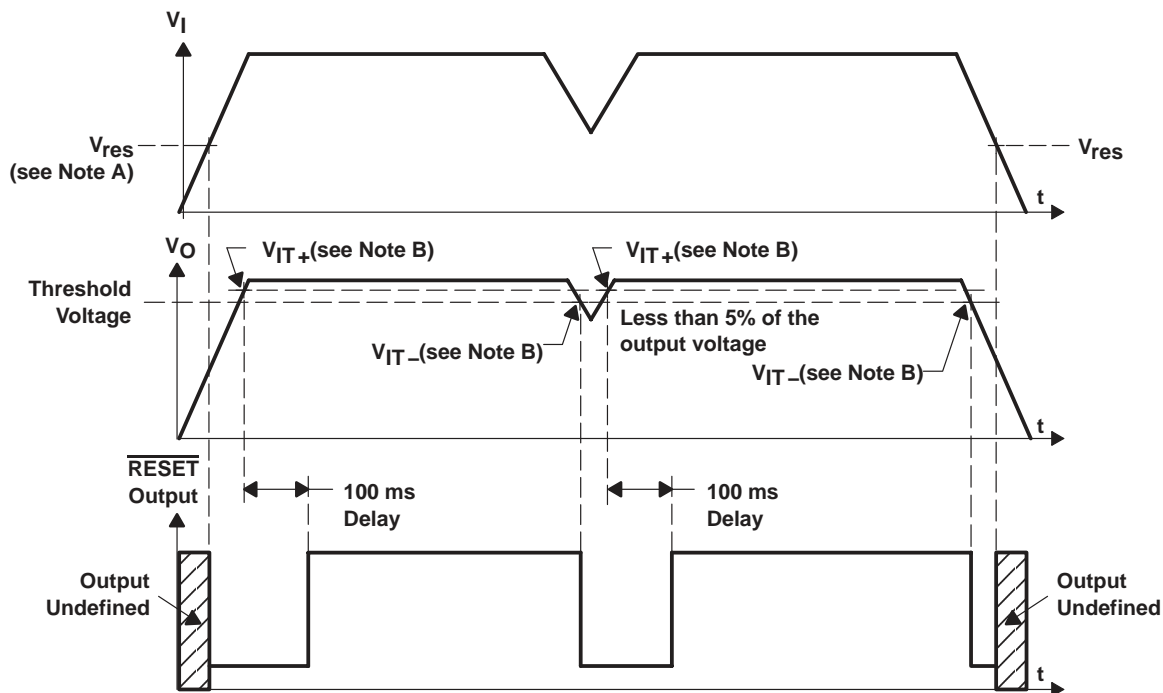 VI
Vres
(see Note A)
Vres
t
VO
VIT+(see Note B)
VIT+(see Note B)
Threshold
Voltage
Less than 5% of the
output voltage
VIT−(see Note B)
VIT−(see Note B)
t
RESET
Output
100 ms
Delay
100 ms
Delay
Output
Undefined
Output
Undefined
t